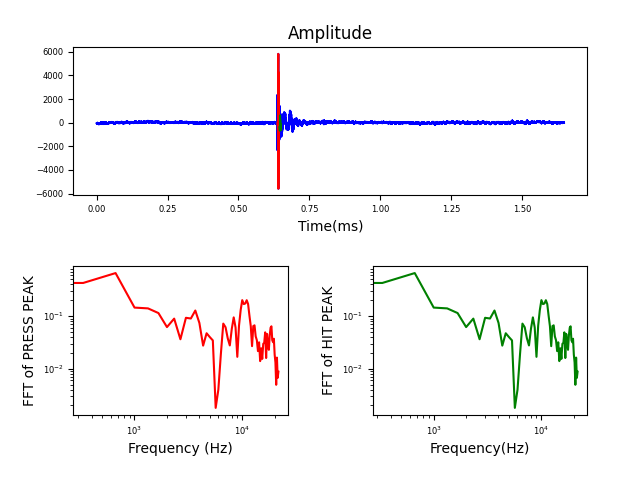 Amplitude
6000
4000
2000
0
−2000
−4000
−6000
0.00 0.25 0.50 0.75 1.00 1.25 1.50
Time(ms)
FFT of PRESS PEAK
10⁻¹
10⁻²
10³ 10⁴
Frequency (Hz)
FFT of HIT PEAK
10⁻¹
10⁻²
10³ 10⁴
Frequency(Hz)